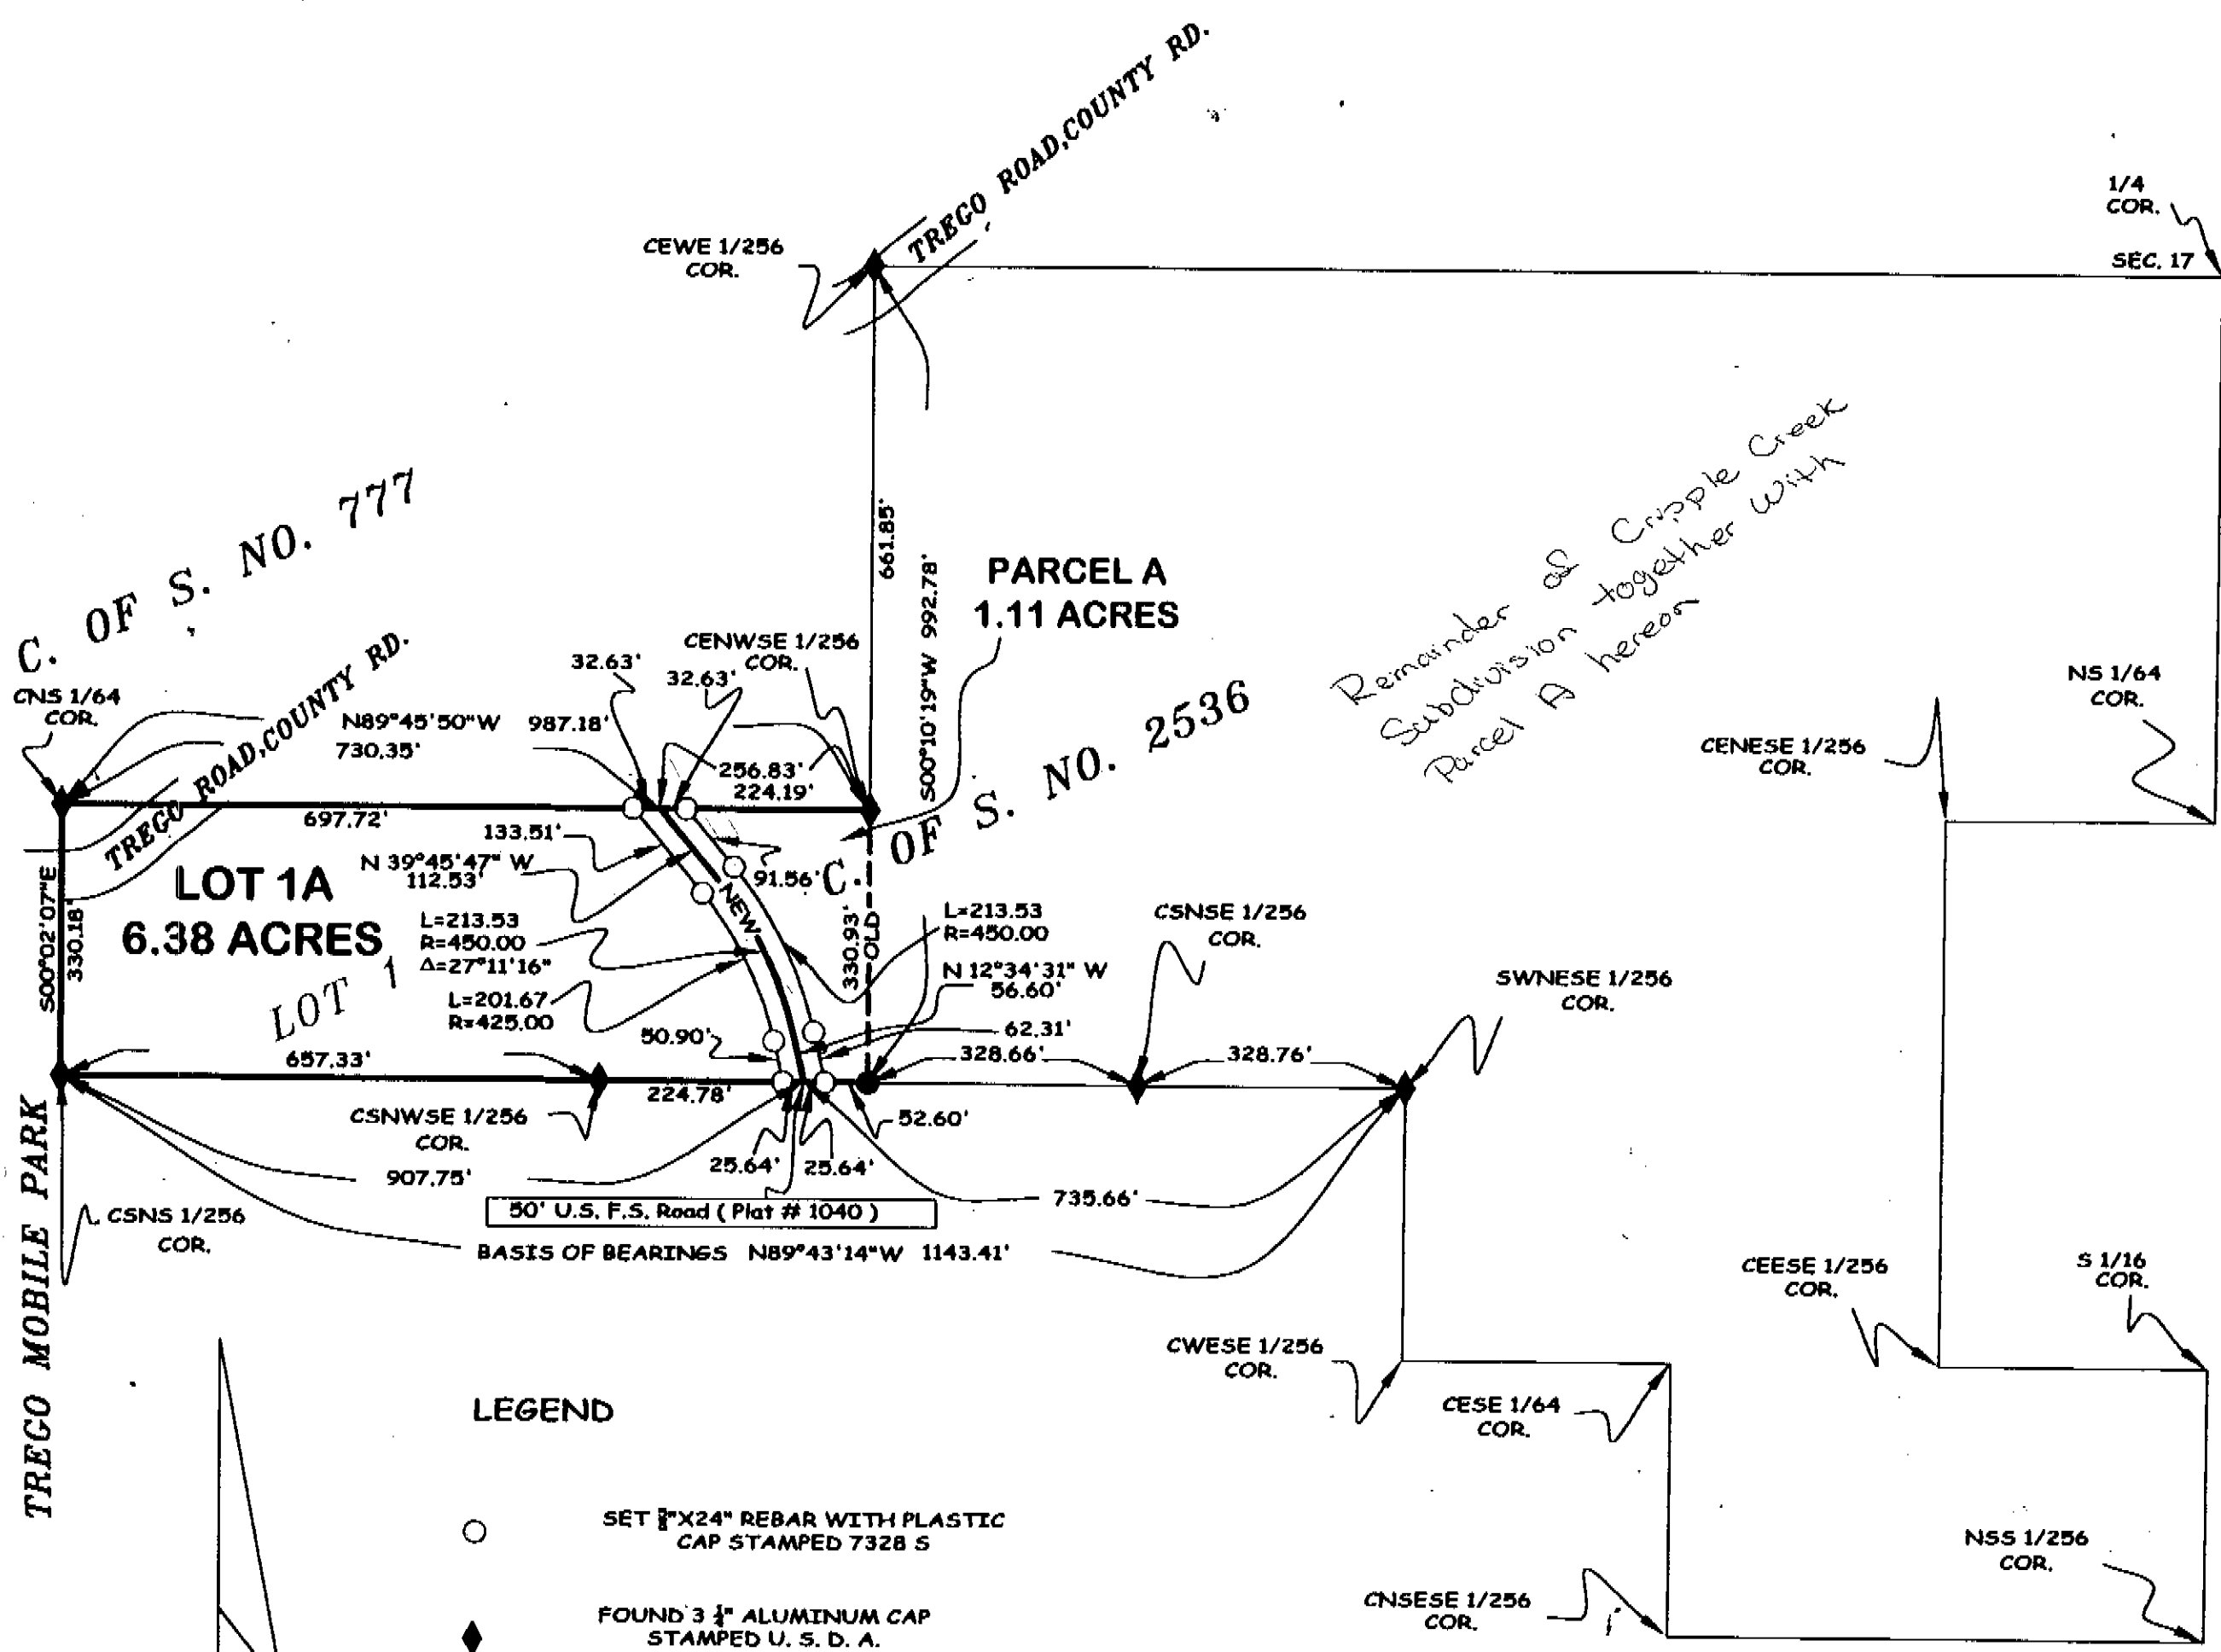 TREGO ROAD,COUNTY RD.
1/4
COR.
SEC. 17
CEWE 1/256
COR.
661.85'
S00°10'19"W 992.78'
PARCEL A
1.11 ACRES
Remainder of Cripple Creek
Subdivision together with
Parcel A hereon
C. OF S. NO. 777
TREGO ROAD,COUNTY RD.
CNS 1/64
COR.
N89°45'50"W 987.18'
730.35'
32.63'
32.63'
CENWSE 1/256
COR.
256.83'
224.19'
C. OF S. NO. 2536
NS 1/64
COR.
CENESE 1/256
COR.
697.72'
133.51'
N 39°45'47" W
112.53'
91.56'
NEW
LOT 1A
6.38 ACRES
LOT 1
S00°02'07"E
330.18'
L=213.53
R=450.00
Δ=27°11'16"
L=201.67
R=425.00
330.93'
OLD
L=213.53
R=450.00
N 12°34'31" W
56.60'
62.31'
50.90'
CSNSE 1/256
COR.
SWNESE 1/256
COR.
657.33'
328.66'
328.76'
224.78'
52.60'
CSNWSE 1/256
COR.
25.64'
25.64'
907.75'
735.66'
50' U.S. F.S. Road ( Plat # 1040 )
BASIS OF BEARINGS N89°43'14"W 1143.41'
CSNS 1/256
COR.
TREGO MOBILE PARK
CEESE 1/256
COR.
S 1/16
COR.
CWESE 1/256
COR.
CESE 1/64
COR.
LEGEND
SET X24" REBAR WITH PLASTIC
CAP STAMPED 7328 S
FOUND 3 ALUMINUM CAP
STAMPED U. S. D. A.
NSS 1/256
COR.
CNSESE 1/256
COR.